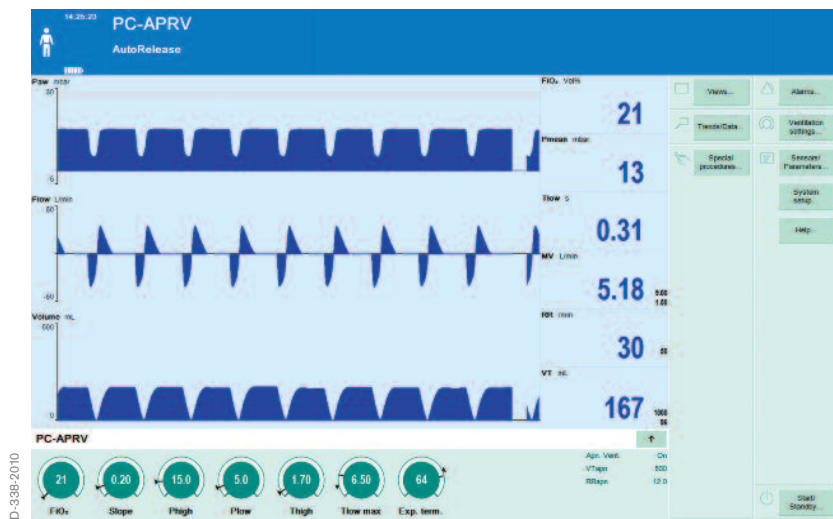 14:25:23
PC-APRV
AutoRelease
Paw mbar
30
-5
Flow L/min
50
-50
Volume mL
500
0
FiO₂ Vol%
21
Pmean mbar
13
Tlow s
0.31
MV L/min
5.18
RR /min
30
VT mL
167
Views...
Alarms...
Trends/Data...
Ventilation
settings...
Special
procedures...
Sensors/
Parameters...
System
setup...
Help...
PC-APRV
21
0.20
15.0
5.0
1.70
6.50
64
FiO₂
Slope
Phigh
Plow
Thigh
Tlow max
Exp. term.
Apn. Vent.
On
VTapn
500
RRapn
12.0
Start/
Standby...
D-338-2010